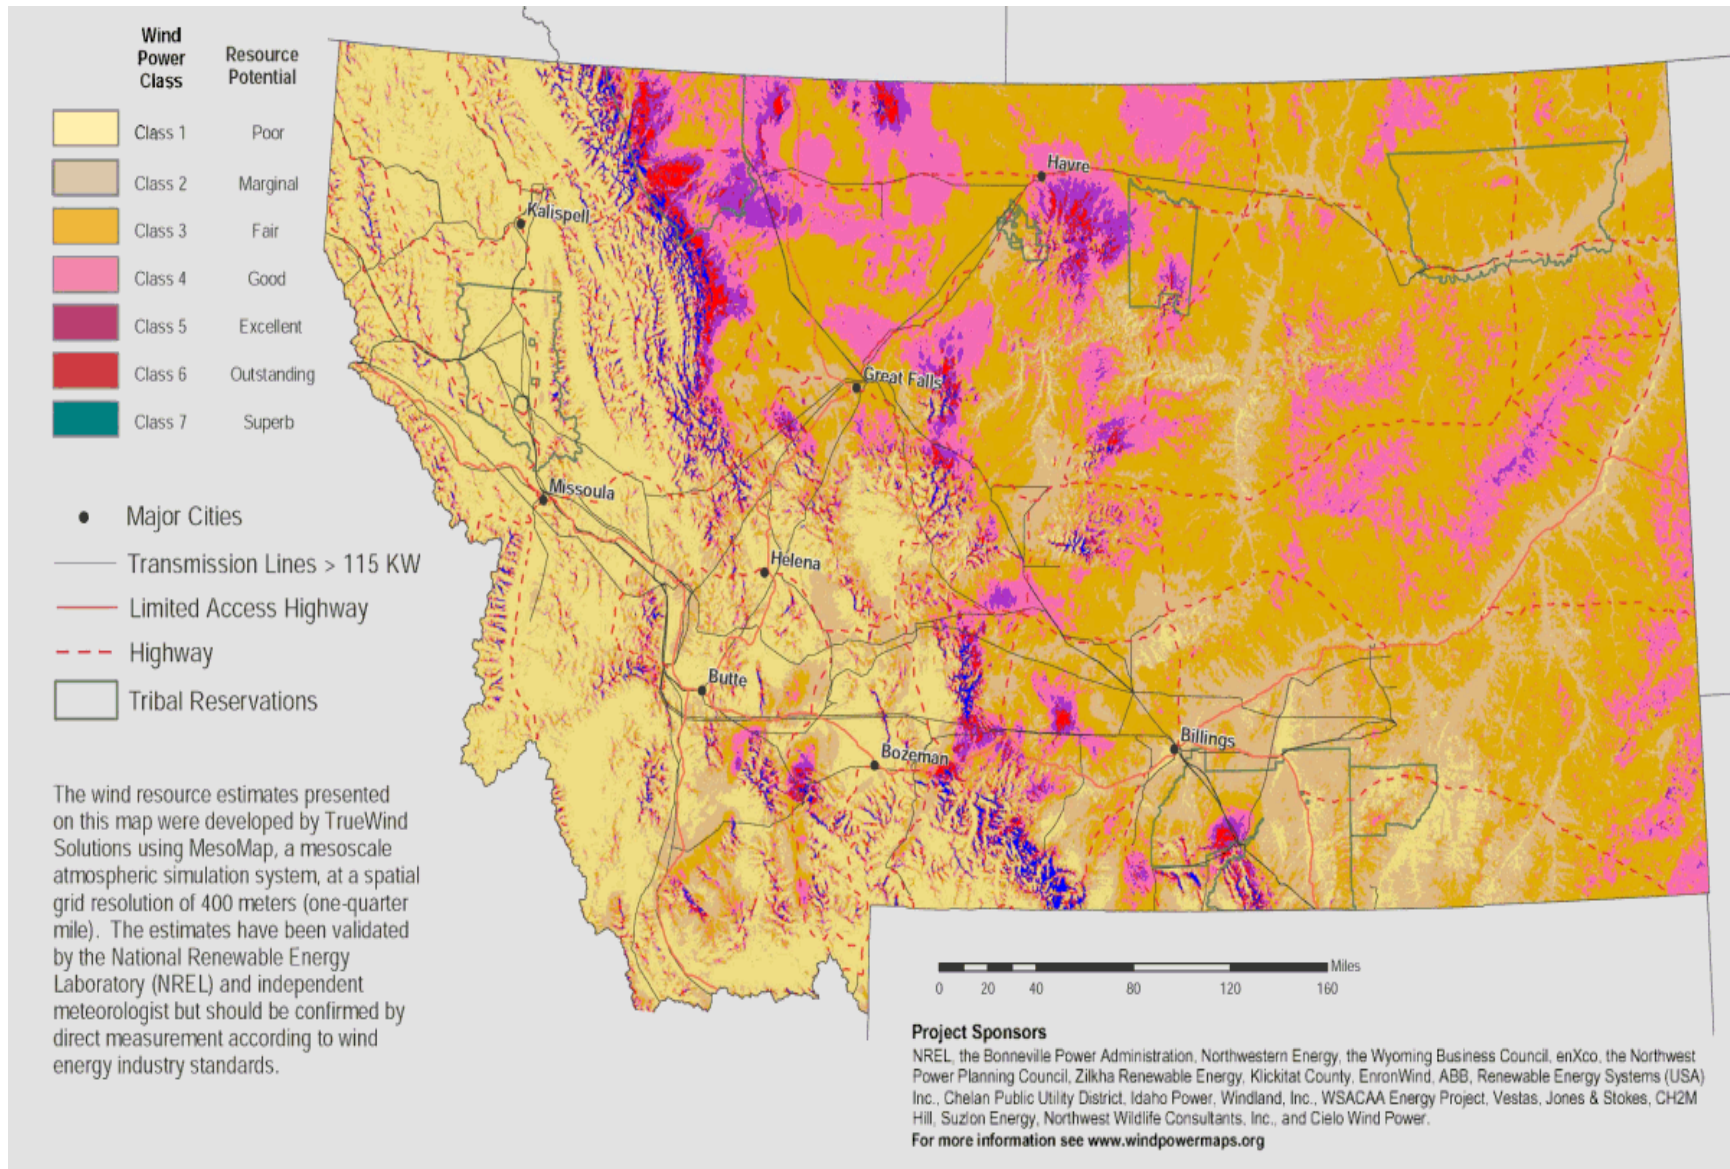 Wind
Power
Class
Resource
Potential
Class 1 Poor
Class 2 Marginal
Class 3 Fair
Class 4 Good
Class 5 Excellent
Class 6 Outstanding
Class 7 Superb
Major Cities
Transmission Lines > 115 KW
Limited Access Highway
Highway
Tribal Reservations
The wind resource estimates presented
on this map were developed by TrueWind
Solutions using MesoMap, a mesoscale
atmospheric simulation system, at a spatial
grid resolution of 400 meters (one-quarter
mile). The estimates have been validated
by the National Renewable Energy
Laboratory (NREL) and independent
meteorologist but should be confirmed by
direct measurement according to wind
energy industry standards.
Havre
Kalispell
Great Falls
Missoula
Helena
Butte
Bozeman
Billings
Miles
0 20 40 80 120 160
Project Sponsors
NREL, the Bonneville Power Administration, Northwestern Energy, the Wyoming Business Council, enXco, the Northwest
Power Planning Council, Zilkha Renewable Energy, Klickitat County, EnronWind, ABB, Renewable Energy Systems (USA)
Inc., Chelan Public Utility District, Idaho Power, Windland, Inc., WSACAA Energy Project, Vestas, Jones & Stokes, CH2M
Hill, Suzlon Energy, Northwest Wildlife Consultants, Inc., and Cielo Wind Power.
For more information see www.windpowermaps.org